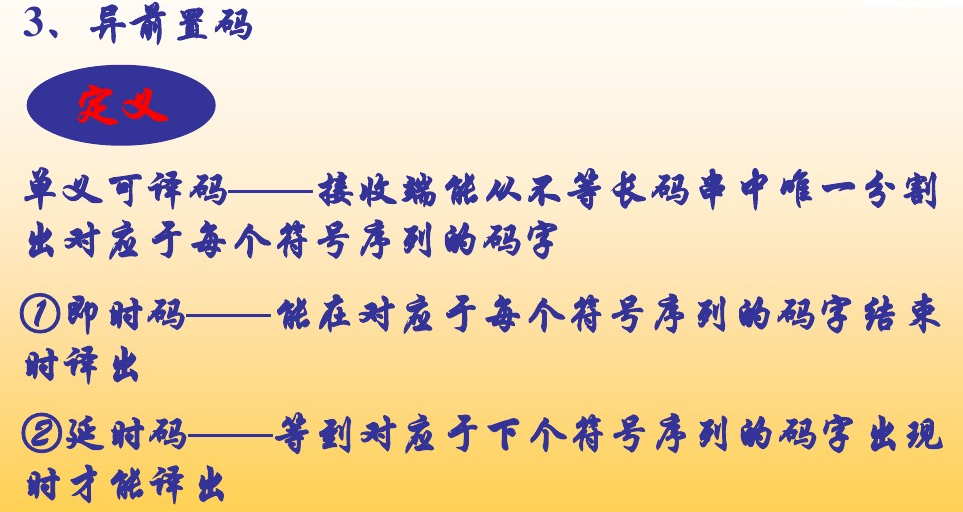 3、异前置码
定义
单义可译码——接收端能从不等长码串中唯一分割
出对应于每个符号序列的码字
①即时码——能在对应于每个符号序列的码字结束
时译出
②延时码——等到对应于下个符号序列的码字出现
时才能译出